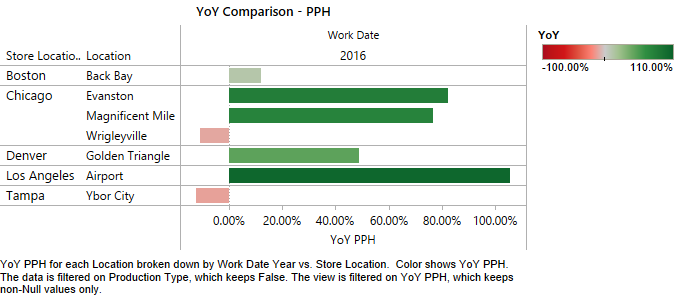 YoY Comparison - PPH
Work Date
Store Locatio.. Location 2016
Boston Back Bay
Chicago Evanston
Magnificent Mile
Wrigleyville
Denver Golden Triangle
Los Angeles Airport
Tampa Ybor City
0.00% 20.00% 40.00% 60.00% 80.00% 100.00%
YoY PPH
YoY
-100.00% 110.00%
YoY PPH for each Location broken down by Work Date Year vs. Store Location.  Color shows YoY PPH.
The data is filtered on Production Type, which keeps False. The view is filtered on YoY PPH, which keeps
non-Null values only.